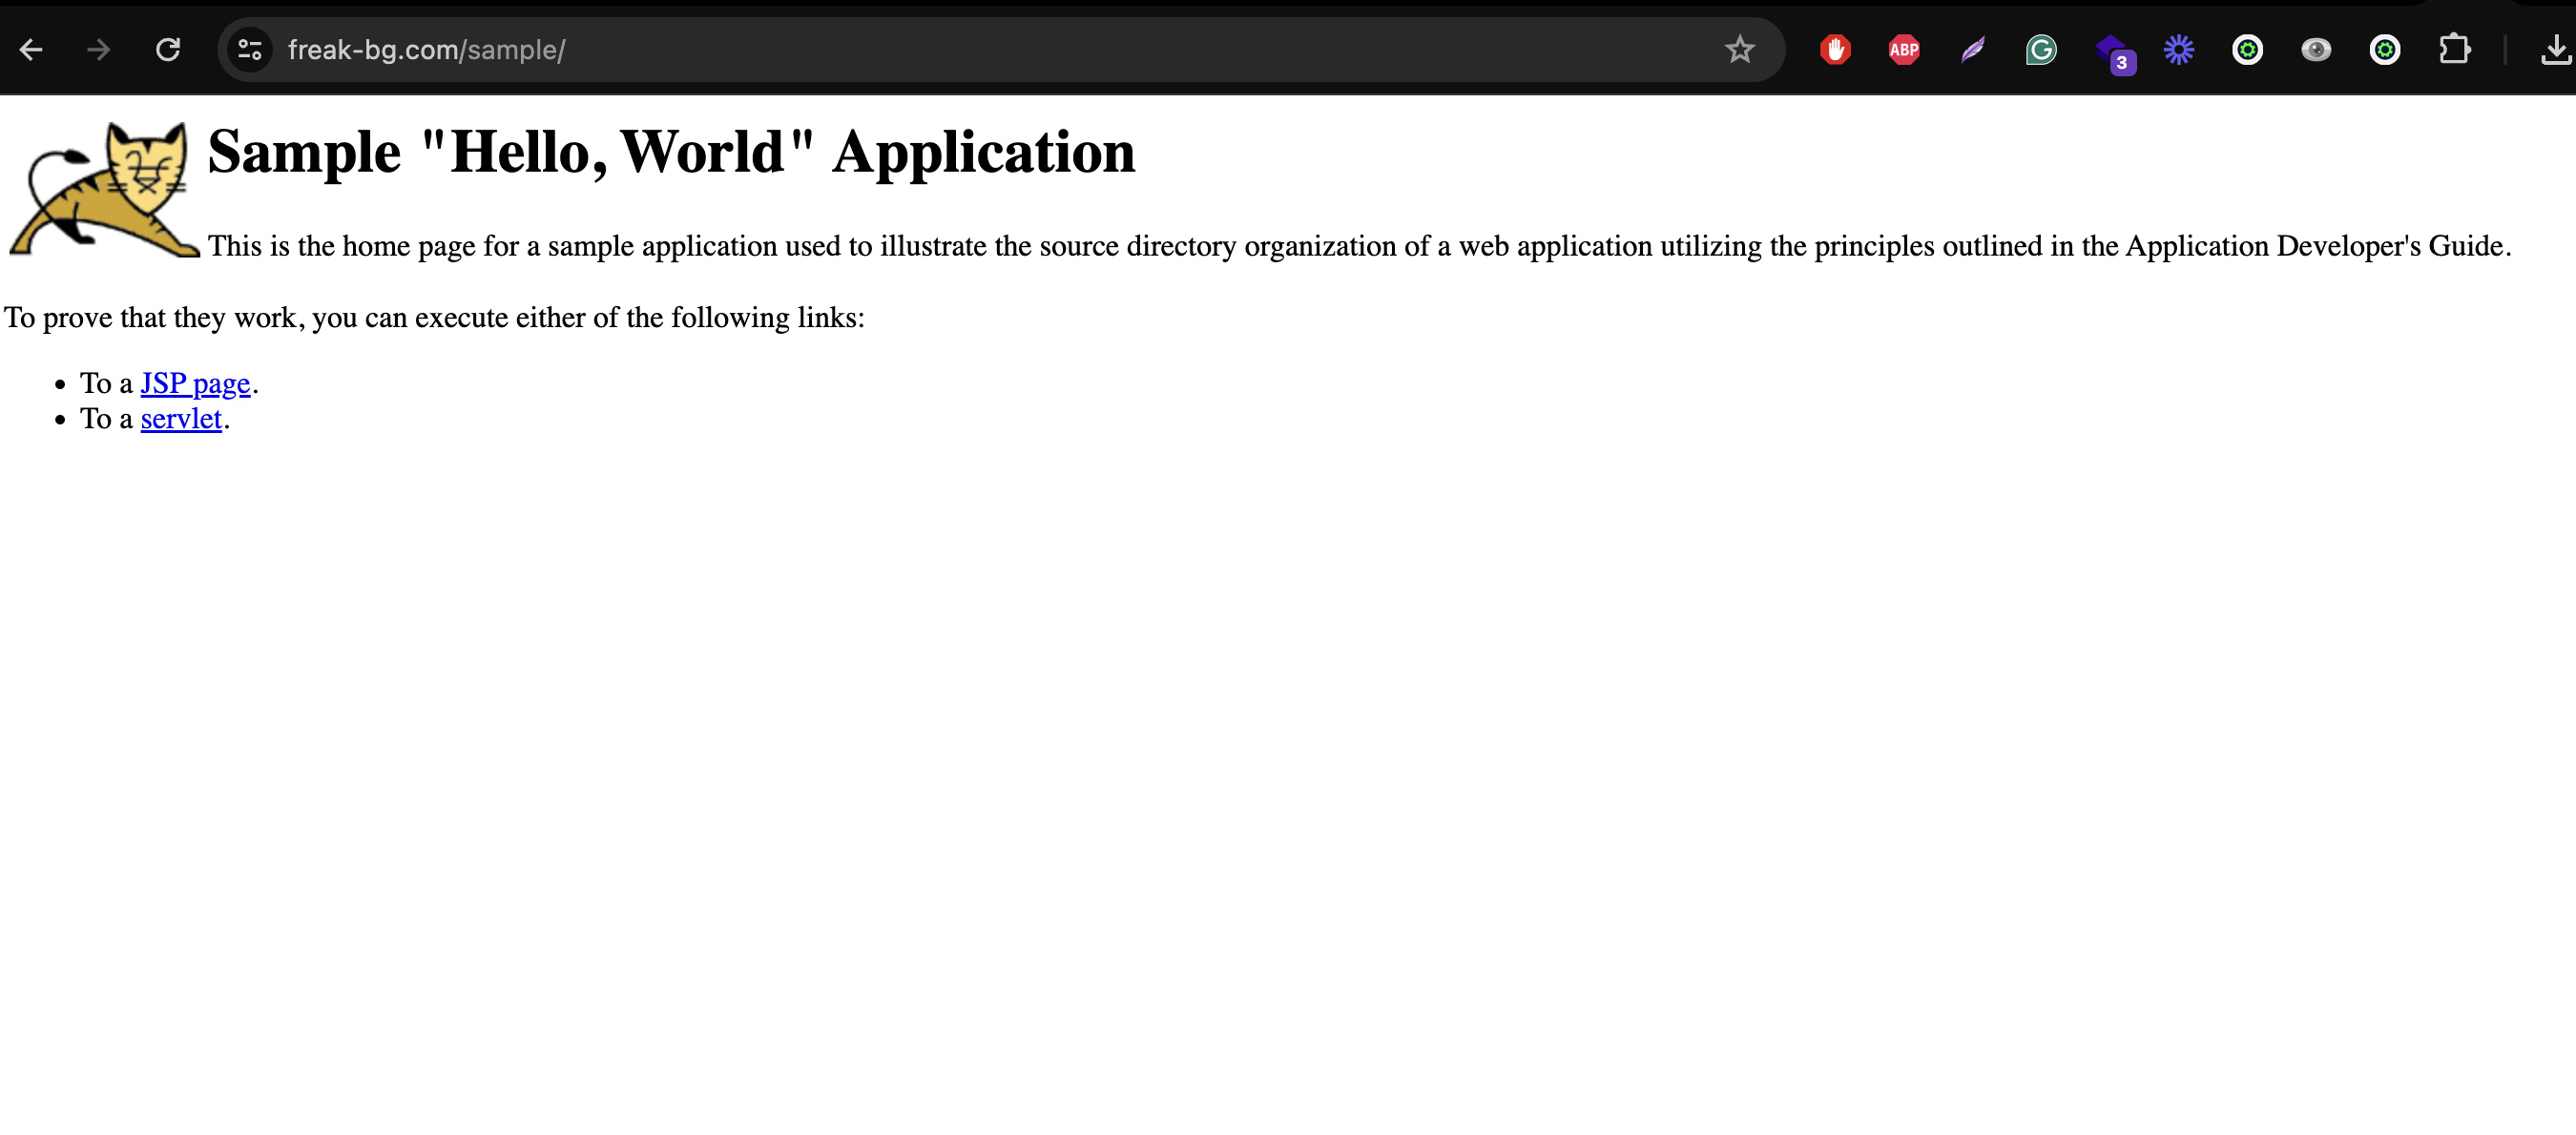 freak-bg.com/sample/
ABP
3
Sample "Hello, World" Application
This is the home page for a sample application used to illustrate the source directory organization of a web application utilizing the principles outlined in the Application Developer's Guide.
To prove that they work, you can execute either of the following links:
• To a JSP page.
• To a servlet.